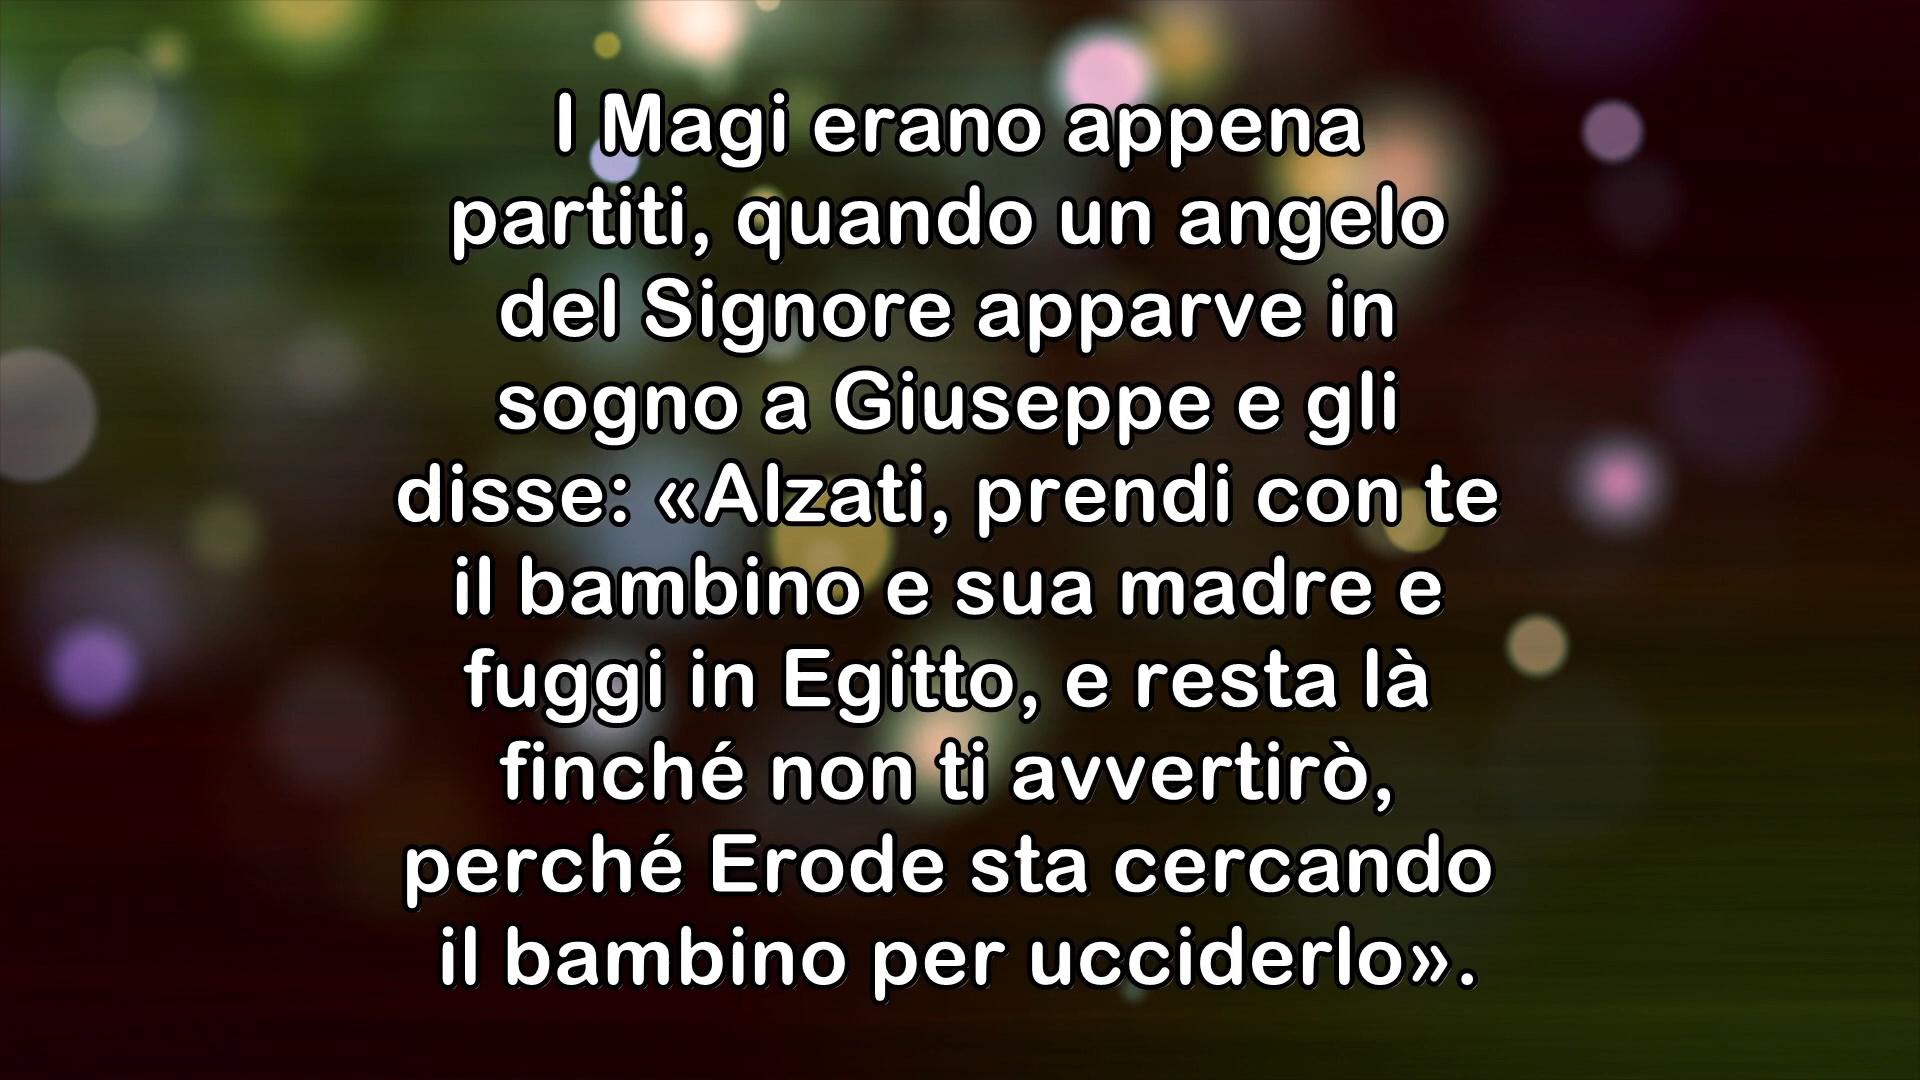 I Magi erano appena
partiti, quando un angelo
del Signore apparve in
sogno a Giuseppe e gli
disse: «Alzati, prendi con te
il bambino e sua madre e
fuggi in Egitto, e resta là
finché non ti avvertirò,
perché Erode sta cercando
il bambino per ucciderlo».